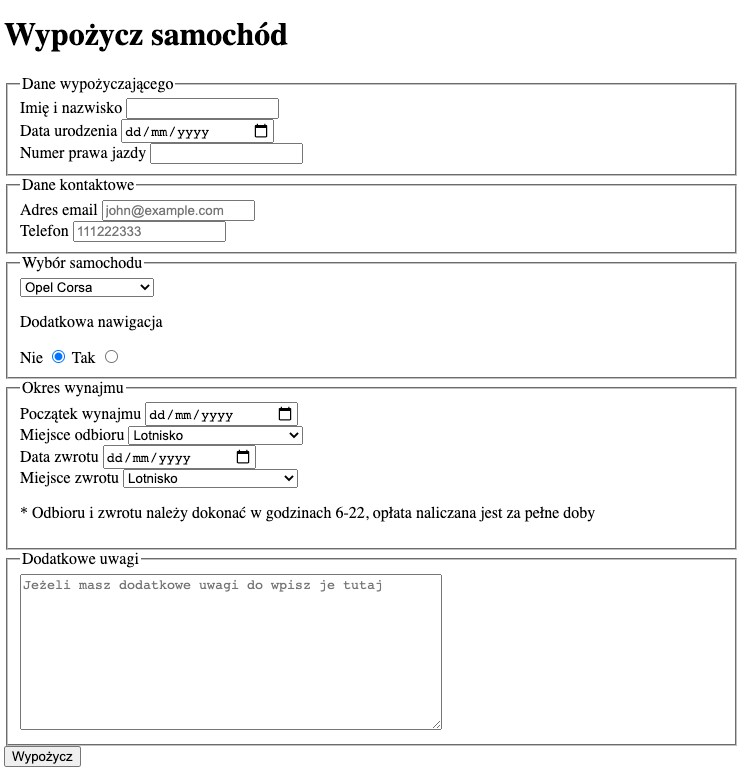 Wypożycz samochód
Dane wypożyczającego
Imię i nazwisko
Data urodzenia dd/mm/yyyy
Numer prawa jazdy
Dane kontaktowe
Adres email john@example.com
Telefon 111222333
Wybór samochodu
Opel Corsa
Dodatkowa nawigacja
Nie Tak
Okres wynajmu
Początek wynajmu dd/mm/yyyy
Miejsce odbioru Lotnisko
Data zwrotu dd/mm/yyyy
Miejsce zwrotu Lotnisko
* Odbioru i zwrotu należy dokonać w godzinach 6-22, opłata naliczana jest za pełne doby
Dodatkowe uwagi
Jeżeli masz dodatkowe uwagi do wpisz je tutaj
Wypożycz